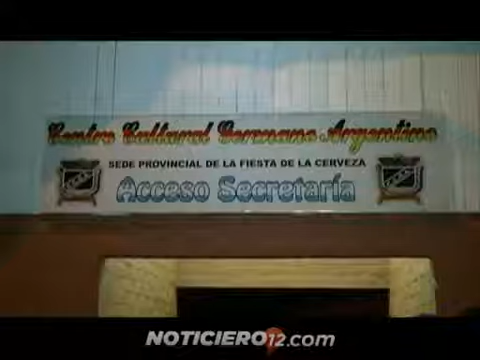 Centro Cultural Germano Argentino
SEDE PROVINCIAL DE LA FIESTA DE LA CERVEZA
Acceso Secretaría
NOTICIERO12.com